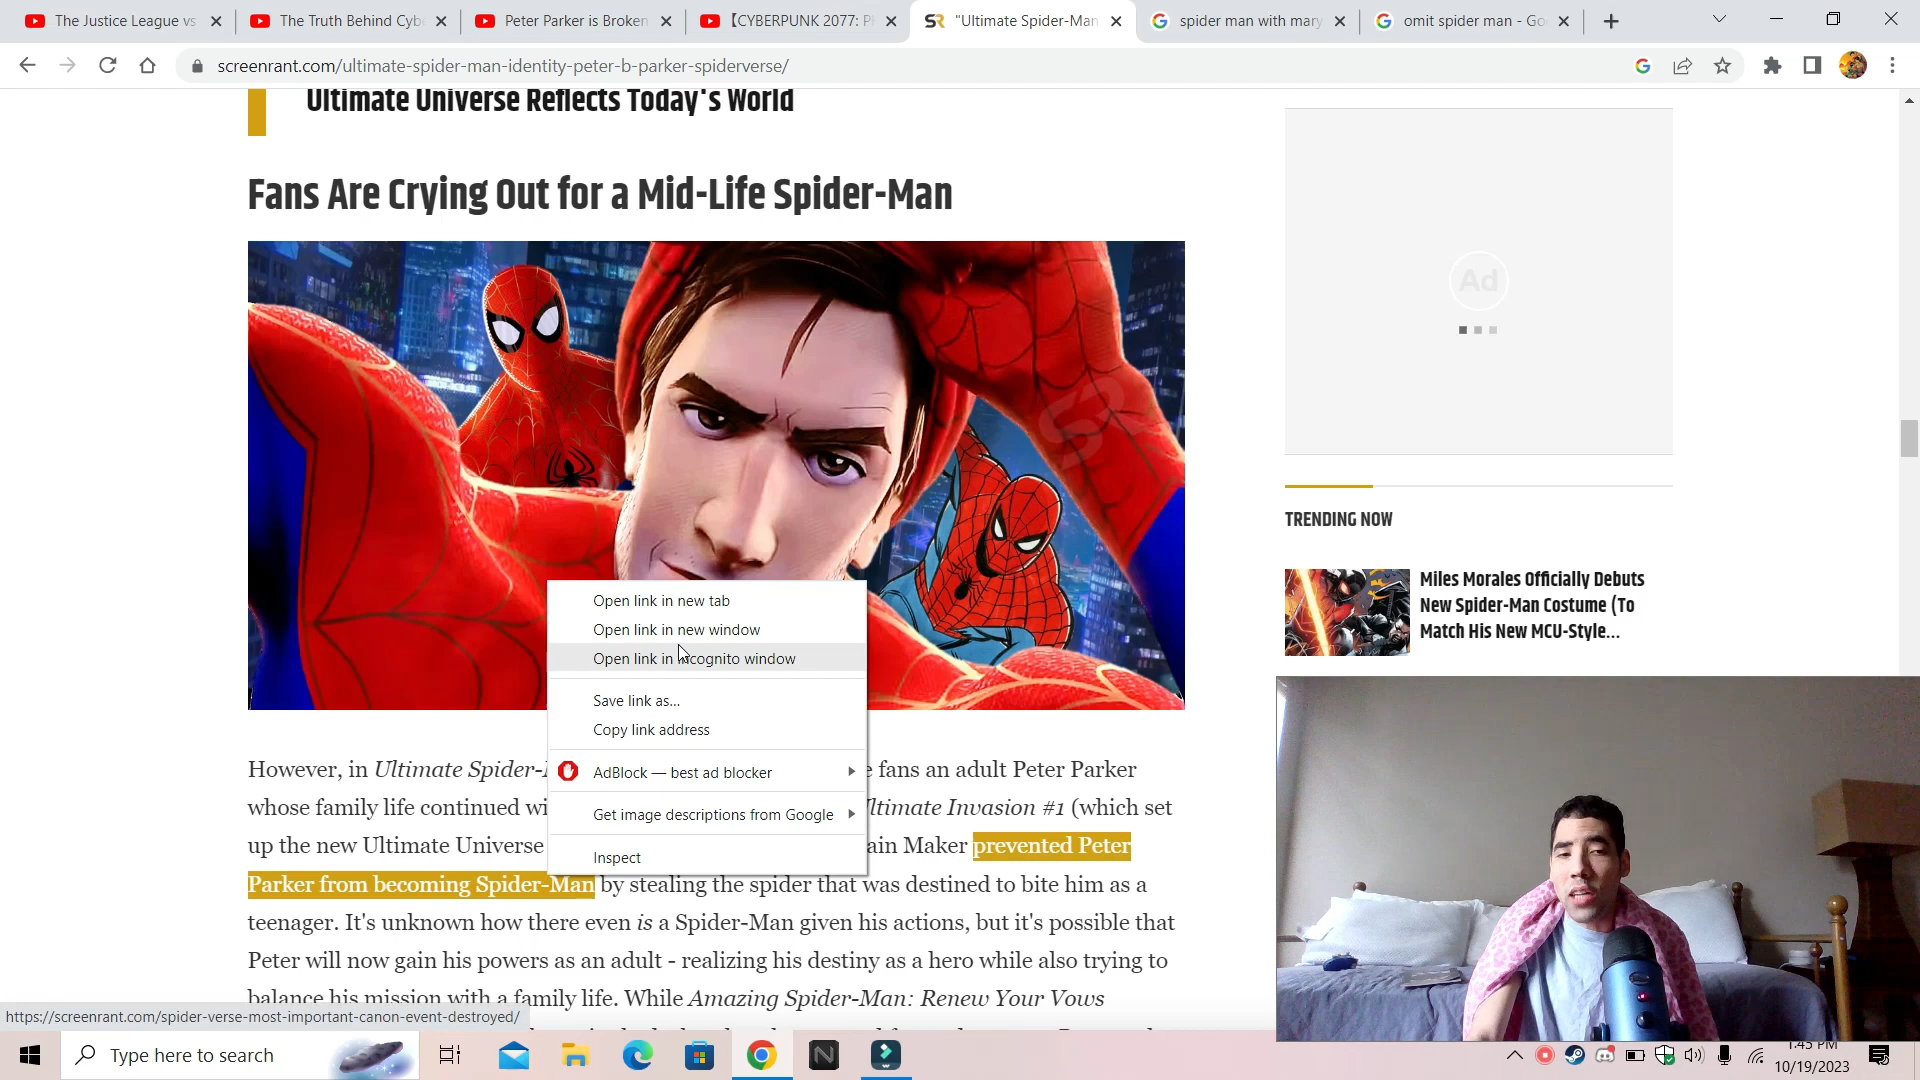 The Justice League vs
The Truth Behind Cybe
Peter Parker is Broken
【CYBERPUNK 2077: P
"Ultimate Spider-Man
spider man with mary
omit spider man - Go
screenrant.com/ultimate-spider-man-identity-peter-b-parker-spiderverse/
Ultimate Universe Reflects Today's World
Fans Are Crying Out for a Mid-Life Spider-Man
SR
Ad
TRENDING NOW
Miles Morales Officially Debuts
New Spider-Man Costume (To
Match His New MCU-Style...
Open link in new tab
Open link in new window
Open link in incognito window
Save link as...
Copy link address
AdBlock — best ad blocker
Get image descriptions from Google
Inspect
However, in Ultimate Spider- fans an adult Peter Parker
whose family life continued Ultimate Invasion #1 (which set
up the new Ultimate Universe Maker prevented Peter
Parker from becoming Spider-Man by stealing the spider that was destined to bite him as a
teenager. It's unknown how there even is a Spider-Man given his actions, but it's possible that
Peter will now gain his powers as an adult - realizing his destiny as a hero while also trying to
balance his mission with a family life. While Amazing Spider-Man: Renew Your Vows
https://screenrant.com/spider-verse-most-important-canon-event-destroyed/
Type here to search
1:45 PM
10/19/2023